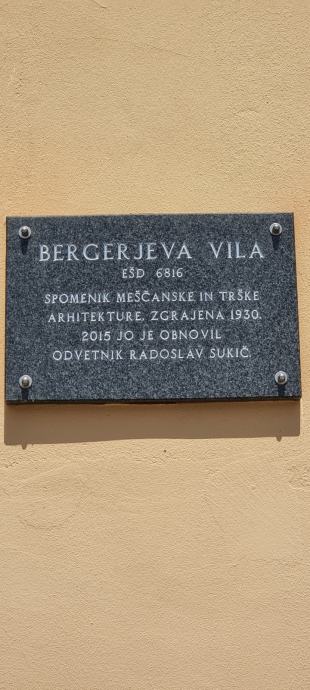 BERGERJEVA VILA
EŠD 6816
SPOMENIK MEŠČANSKE IN TRŠKE
ARHITEKTURE, ZGRAJENA 1930.
2015 JO JE OBNOVIL
ODVETNIK RADOSLAV SUKIČ.